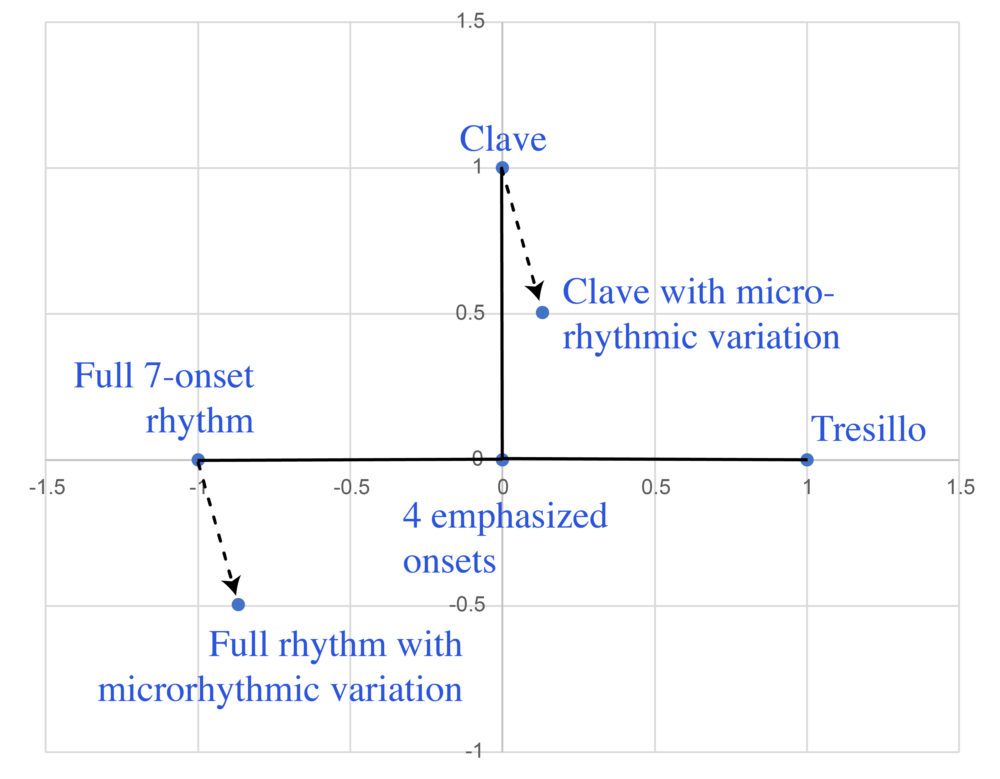 1.5
Clave
1
Clave with micro-
rhythmic variation
0.5
Full 7-onset
rhythm
Tresillo
0
-1.5
-1
-0.5
0
0.5
1
1.5
4 emphasized
onsets
-0.5
Full rhythm with
microrhythmic variation
-1